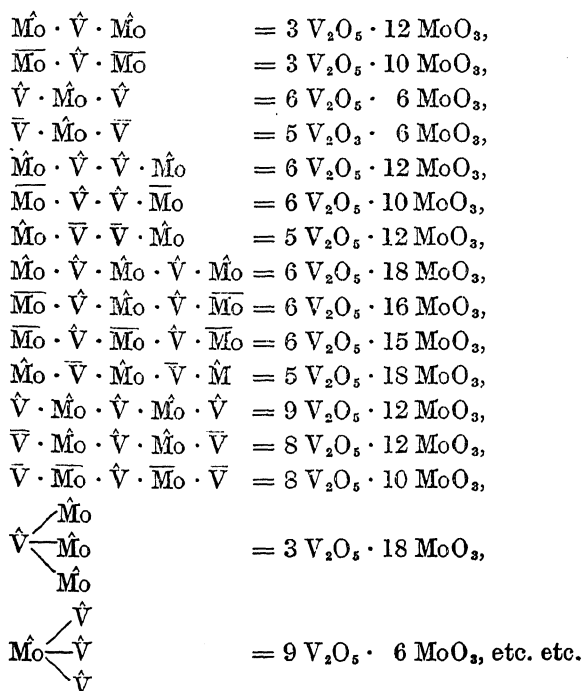 M̂o · V̂ · M̂o = 3 V₂O₅ · 12 MoO₃,
M̅o̅ · V̂ · M̅o̅ = 3 V₂O₅ · 10 MoO₃,
V̂ · M̂o · V̂ = 6 V₂O₅ · 6 MoO₃,
V̅ · M̂o · V̅ = 5 V₂O₃ · 6 MoO₃,
M̂o · V̂ · V̂ · M̂o = 6 V₂O₅ · 12 MoO₃,
M̅o̅ · V̂ · V̂ · M̅o = 6 V₂O₅ · 10 MoO₃,
M̂o · V̅ · V̅ · M̂o = 5 V₂O₅ · 12 MoO₃,
M̂o · V̂ · M̂o · V̂ · M̂o = 6 V₂O₅ · 18 MoO₃,
M̅o̅ · V̂ · M̂o · V̂ · M̅o̅ = 6 V₂O₅ · 16 MoO₃,
M̅o̅ · V̂ · M̅o̅ · V̂ · M̅o̅ = 6 V₂O₅ · 15 MoO₃,
M̂o · V̅ · M̂o · V̅ · M̂ = 5 V₂O₅ · 18 MoO₃,
V̂ · M̂o · V̂ · M̂o · V̂ = 9 V₂O₅ · 12 MoO₃,
V̅ · M̂o · V̂ · M̂o · V̅ = 8 V₂O₅ · 12 MoO₃,
V̅ · M̅o̅ · V̂ · M̅o̅ · V̅ = 8 V₂O₅ · 10 MoO₃,
M̂o
V̂ M̂o = 3 V₂O₅ · 18 MoO₃,
M̂o
V̂
M̂o V̂ = 9 V₂O₅ · 6 MoO₃, etc. etc.
V̂